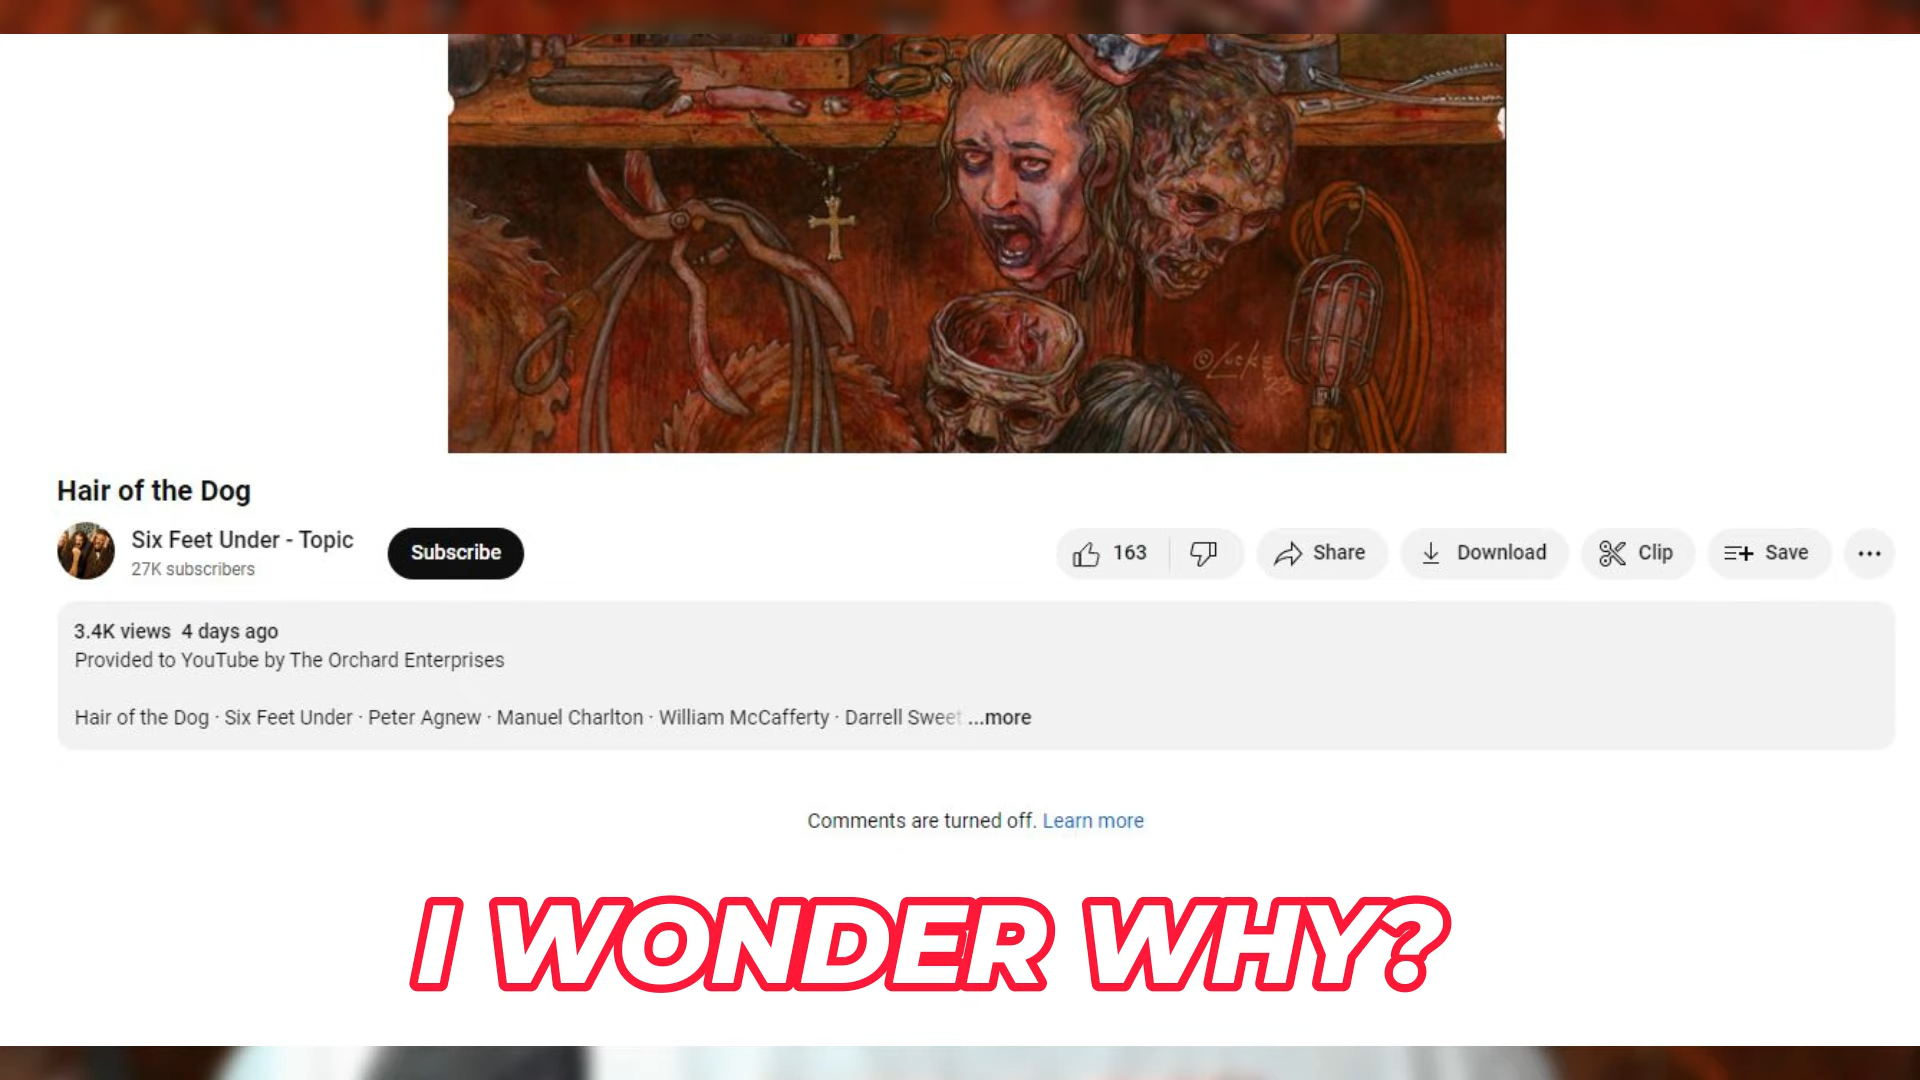 Hair of the Dog
Six Feet Under - Topic
27K subscribers
Subscribe
163
Share
Download
Clip
Save
3.4K views 4 days ago
Provided to YouTube by The Orchard Enterprises
Hair of the Dog · Six Feet Under · Peter Agnew · Manuel Charlton · William McCafferty · Darrell Sweet ...more
Comments are turned off. Learn more
I WONDER WHY?